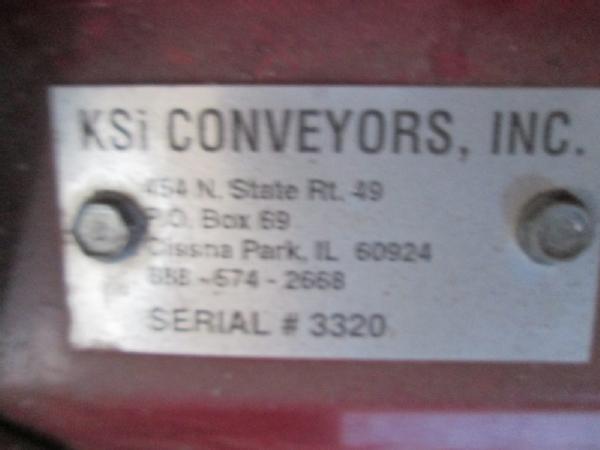 KSi CONVEYORS, INC.
454 N. State Rt. 49
P.O. Box 69
Cissna Park, IL 60924
888-674-2668
SERIAL # 3320